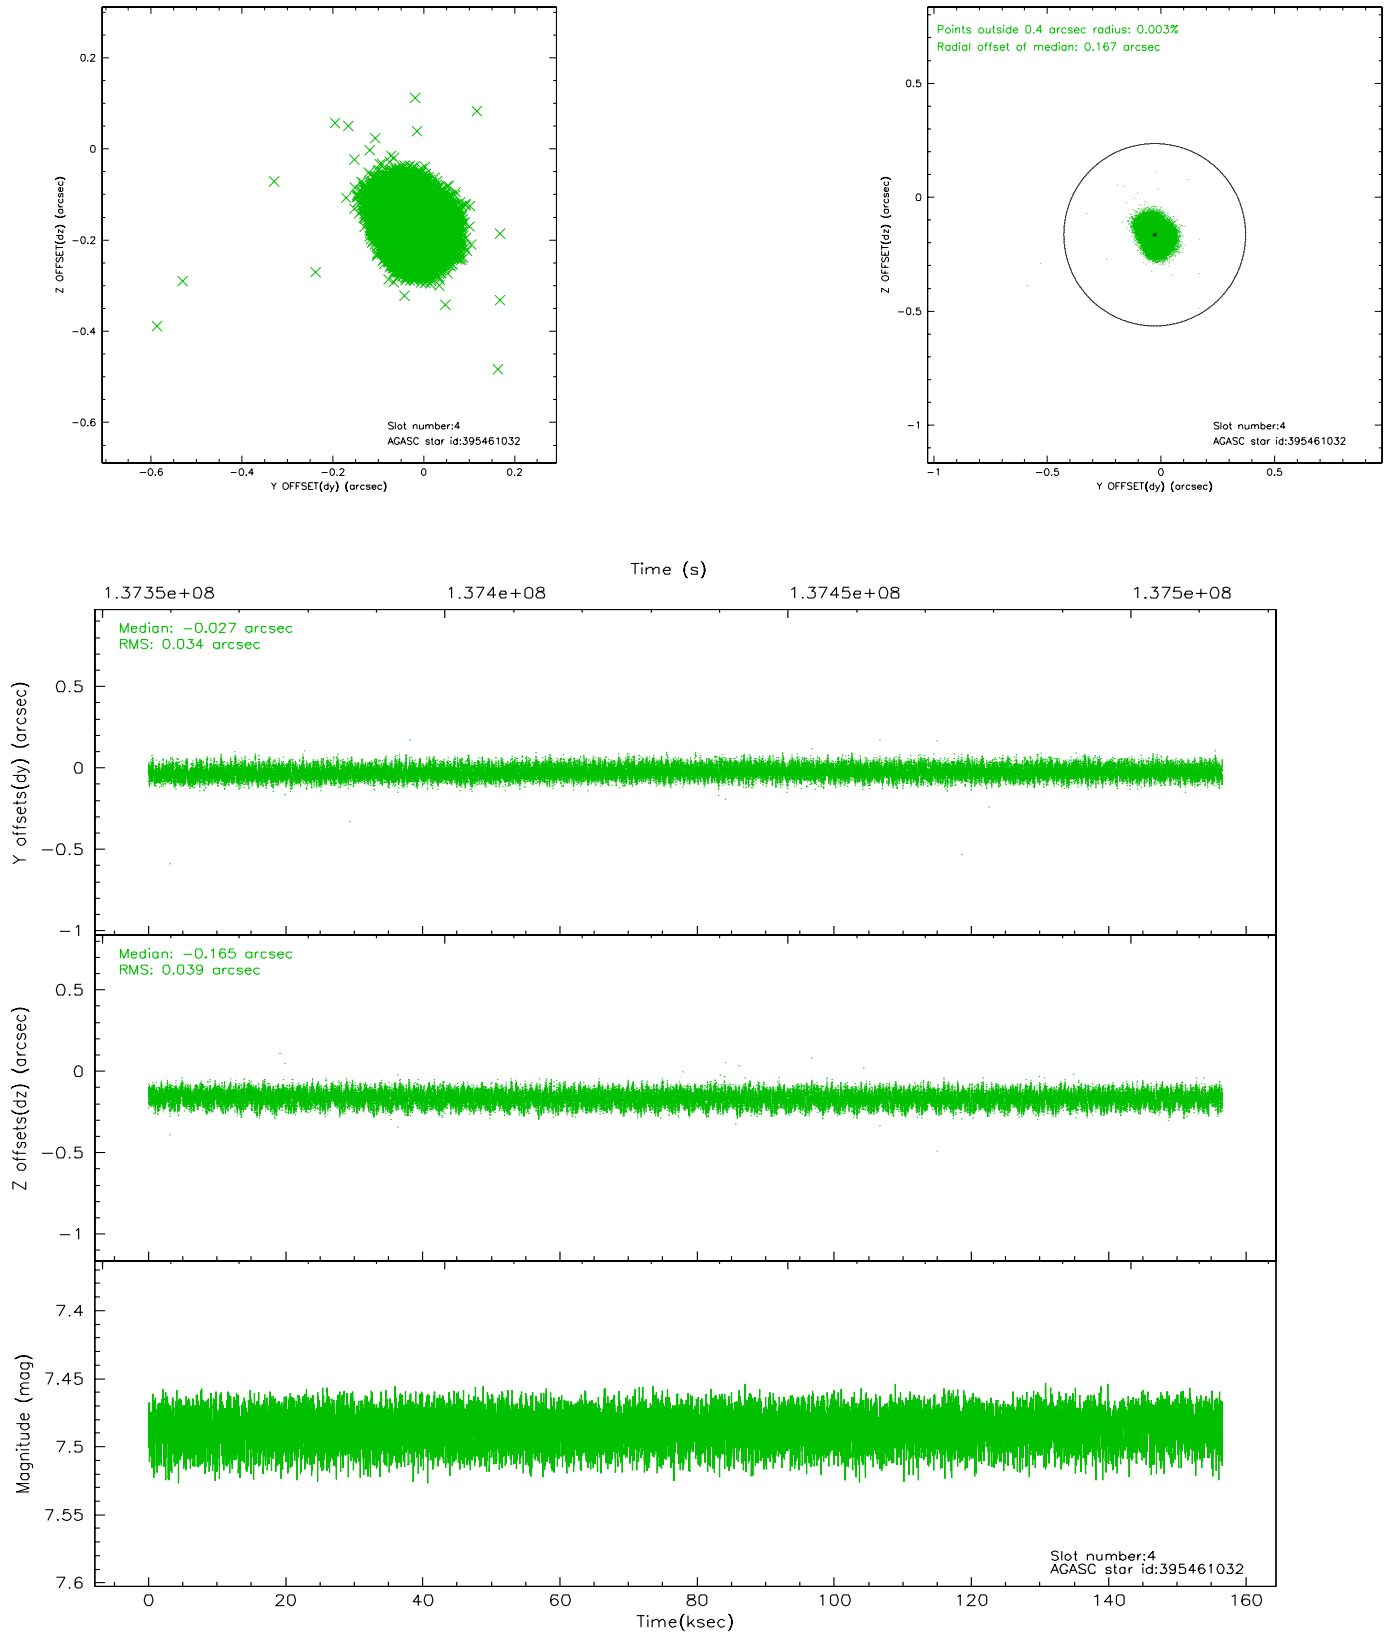 0.2
0
−0.2
−0.4
−0.6
Z OFFSET(dz) (arcsec)
Slot number:4
AGASC star id:395461032
−0.6
−0.4
−0.2
0
0.2
Y OFFSET(dy) (arcsec)
Points outside 0.4 arcsec radius: 0.003%
Radial offset of median: 0.167 arcsec
0.5
0
−0.5
−1
Z OFFSET(dz) (arcsec)
Slot number:4
AGASC star id:395461032
−1
−0.5
0
0.5
Y OFFSET(dy) (arcsec)
Time (s)
1.3735e+08
1.374e+08
1.3745e+08
1.375e+08
Median: −0.027 arcsec
RMS: 0.034 arcsec
0.5
0
−0.5
−1
Y offsets(dy) (arcsec)
Median: −0.165 arcsec
RMS: 0.039 arcsec
0.5
0
−0.5
−1
Z offsets(dz) (arcsec)
7.4
7.45
7.5
7.55
7.6
Magnitude (mag)
Slot number:4
AGASC star id:395461032
0
20
40
60
80
100
120
140
160
Time(ksec)